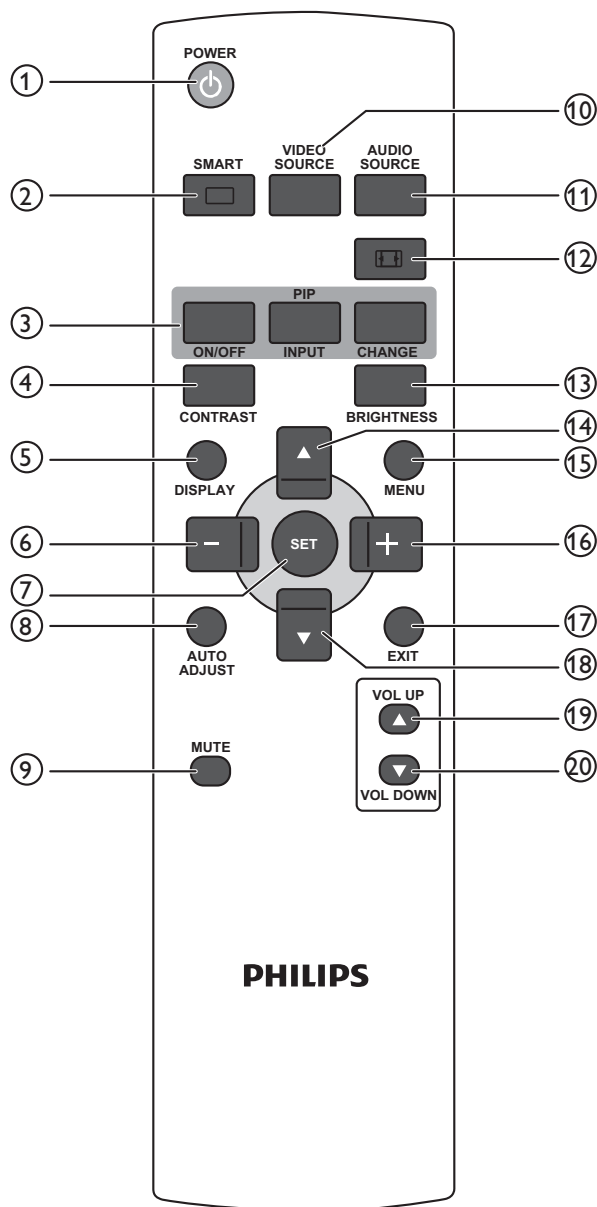 POWER
①
⑩
VIDEO
SOURCE
AUDIO
SOURCE
SMART
②
⑪
⑫
PIP
③
ON/OFF
INPUT
CHANGE
④
⑬
CONTRAST
BRIGHTNESS
⑭
⑤
⑮
DISPLAY
MENU
⑥
−
SET
+
⑯
⑦
⑧
⑰
AUTO
ADJUST
EXIT
⑱
VOL UP
⑲
MUTE
⑨
⑳
VOL DOWN
PHILIPS